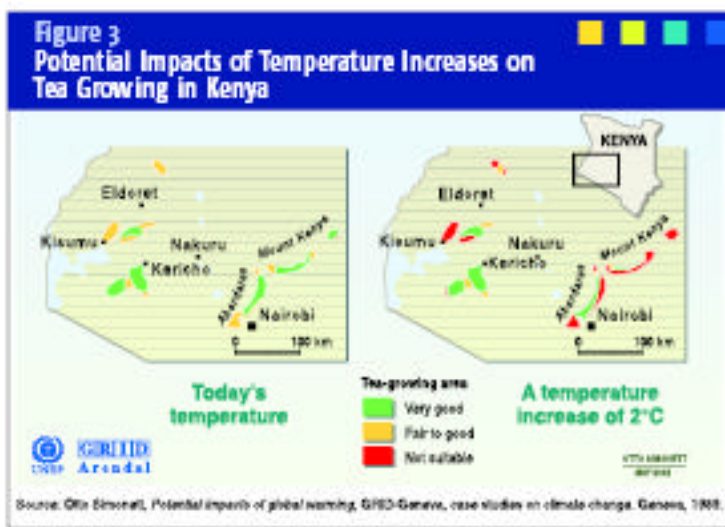 Figure 3
Potential Impacts of Temperature Increases on
Tea Growing in Kenya
KENYA
Eldoret
Kisumu
Nakuru
Kericho
Mount Kenya
Aberdares
Nairobi
0 100 km
Eldoret
Kisumu
Nakuru
Kericho
Mount Kenya
Aberdares
Nairobi
0 100 km
Today's
temperature
Tea-growing area
Very good
Fair to good
Not suitable
A temperature
increase of 2°C
UNEP
GRID
Arendal
Source: Otto Simonett, Potential impacts of global warming, GRID-Geneva, case studies on climate change. Geneva, 1989.